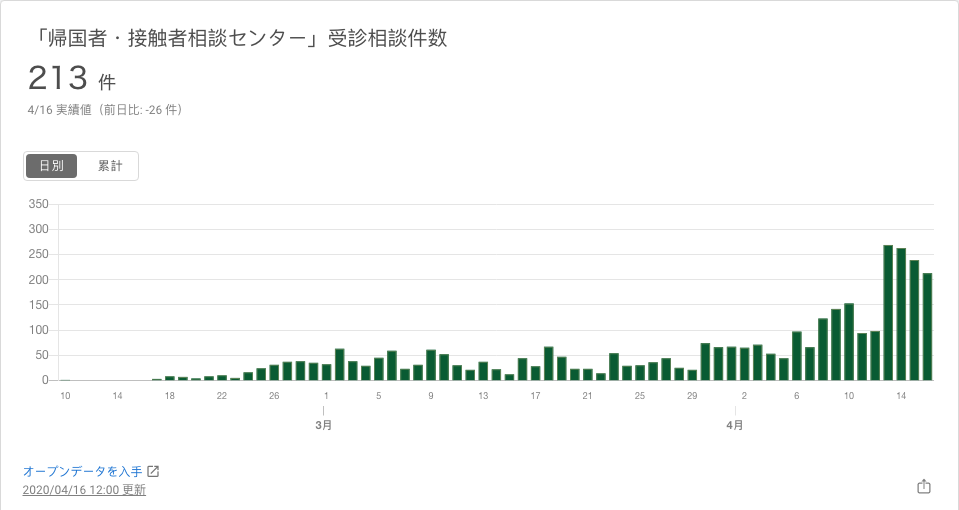 「帰国者・接触者相談センター」受診相談件数
213 件
4/16 実績値（前日比: -26 件）
日別 累計
350
300
250
200
150
100
50
0
10 14 18 22 26 1 5 9 13 17 21 25 29 2 6 10 14
3月 4月
オープンデータを入手
2020/04/16 12:00 更新